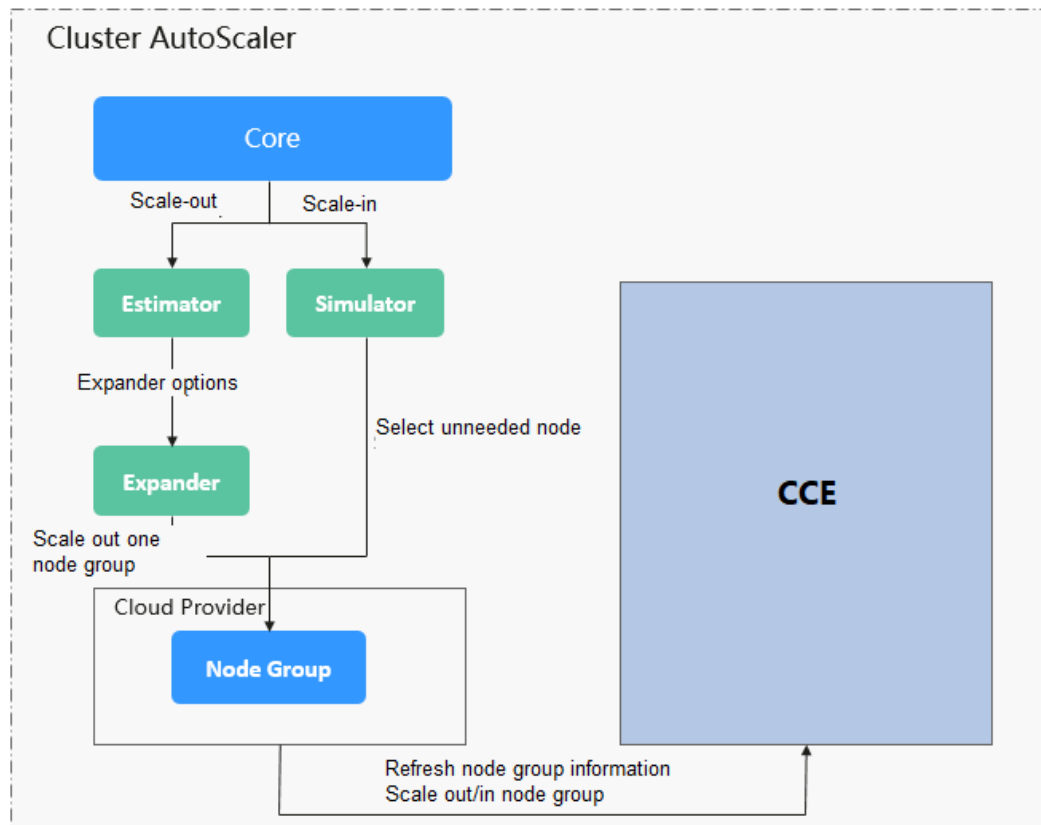 Cluster AutoScaler
Core
Scale-out
Scale-in
Estimator
Simulator
Expander options
Select unneeded node
Expander
CCE
Scale out one
node group
Cloud Provider
Node Group
Refresh node group information
Scale out/in node group